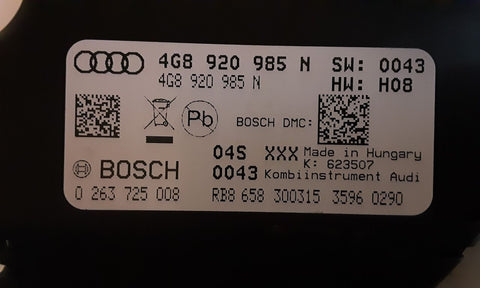 4G8 920 985 N SW: 0043
4G8 920 985 N HW: H08
Pb BOSCH DMC:
04S XXX Made in Hungary
K: 623507
BOSCH 0043 Kombiinstrument Audi
0 263 725 008 RB8 658 300315 3596 0290